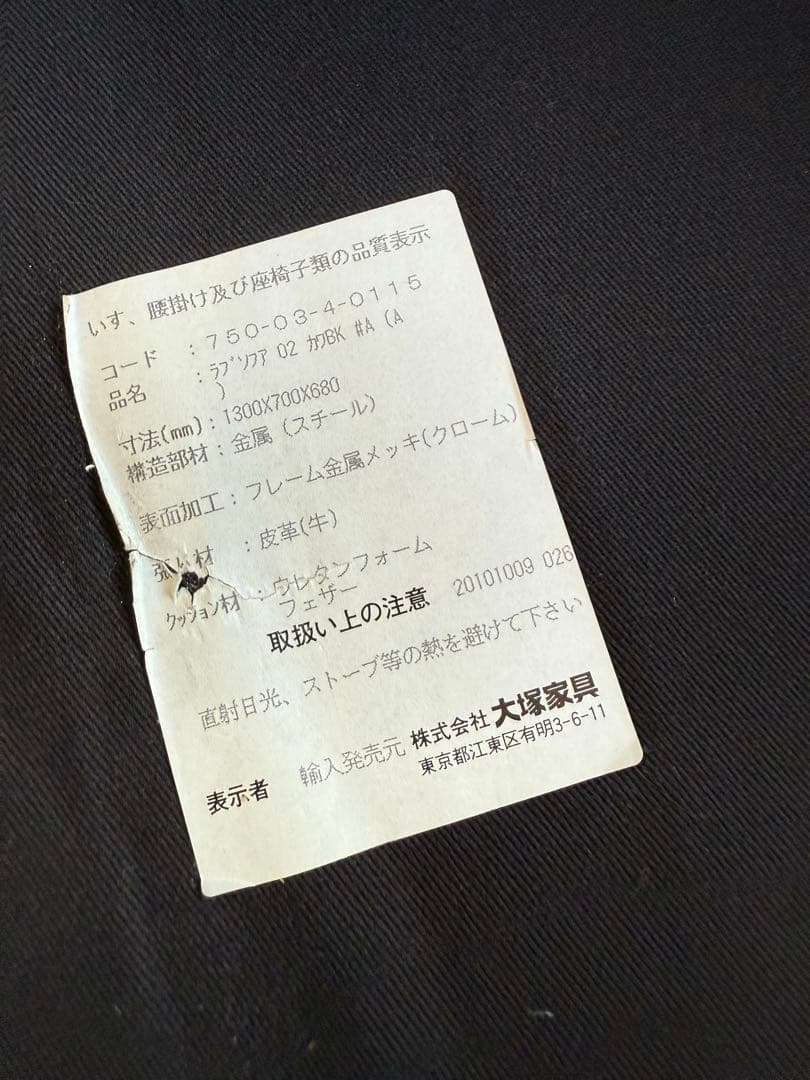 いす、腰掛け及び座椅子類の品質表示
コード ：７５０-０３-４-０１１５
品名 ：ﾗﾌﾞｿﾌｱ 02 ｶﾜBK #A (A
)
寸法(mm)：1300X700X680
構造部材：金属（スチール）
表面加工：フレーム金属メッキ(クローム)
張い材 ：皮革(牛)
クッション材 ：ウレタンフォーム
フェザー
取扱い上の注意 20101009 026
直射日光、ストーブ等の熱を避けて下さい
表示者 輸入発売元 株式会社 大塚家具
東京都江東区有明3-6-11